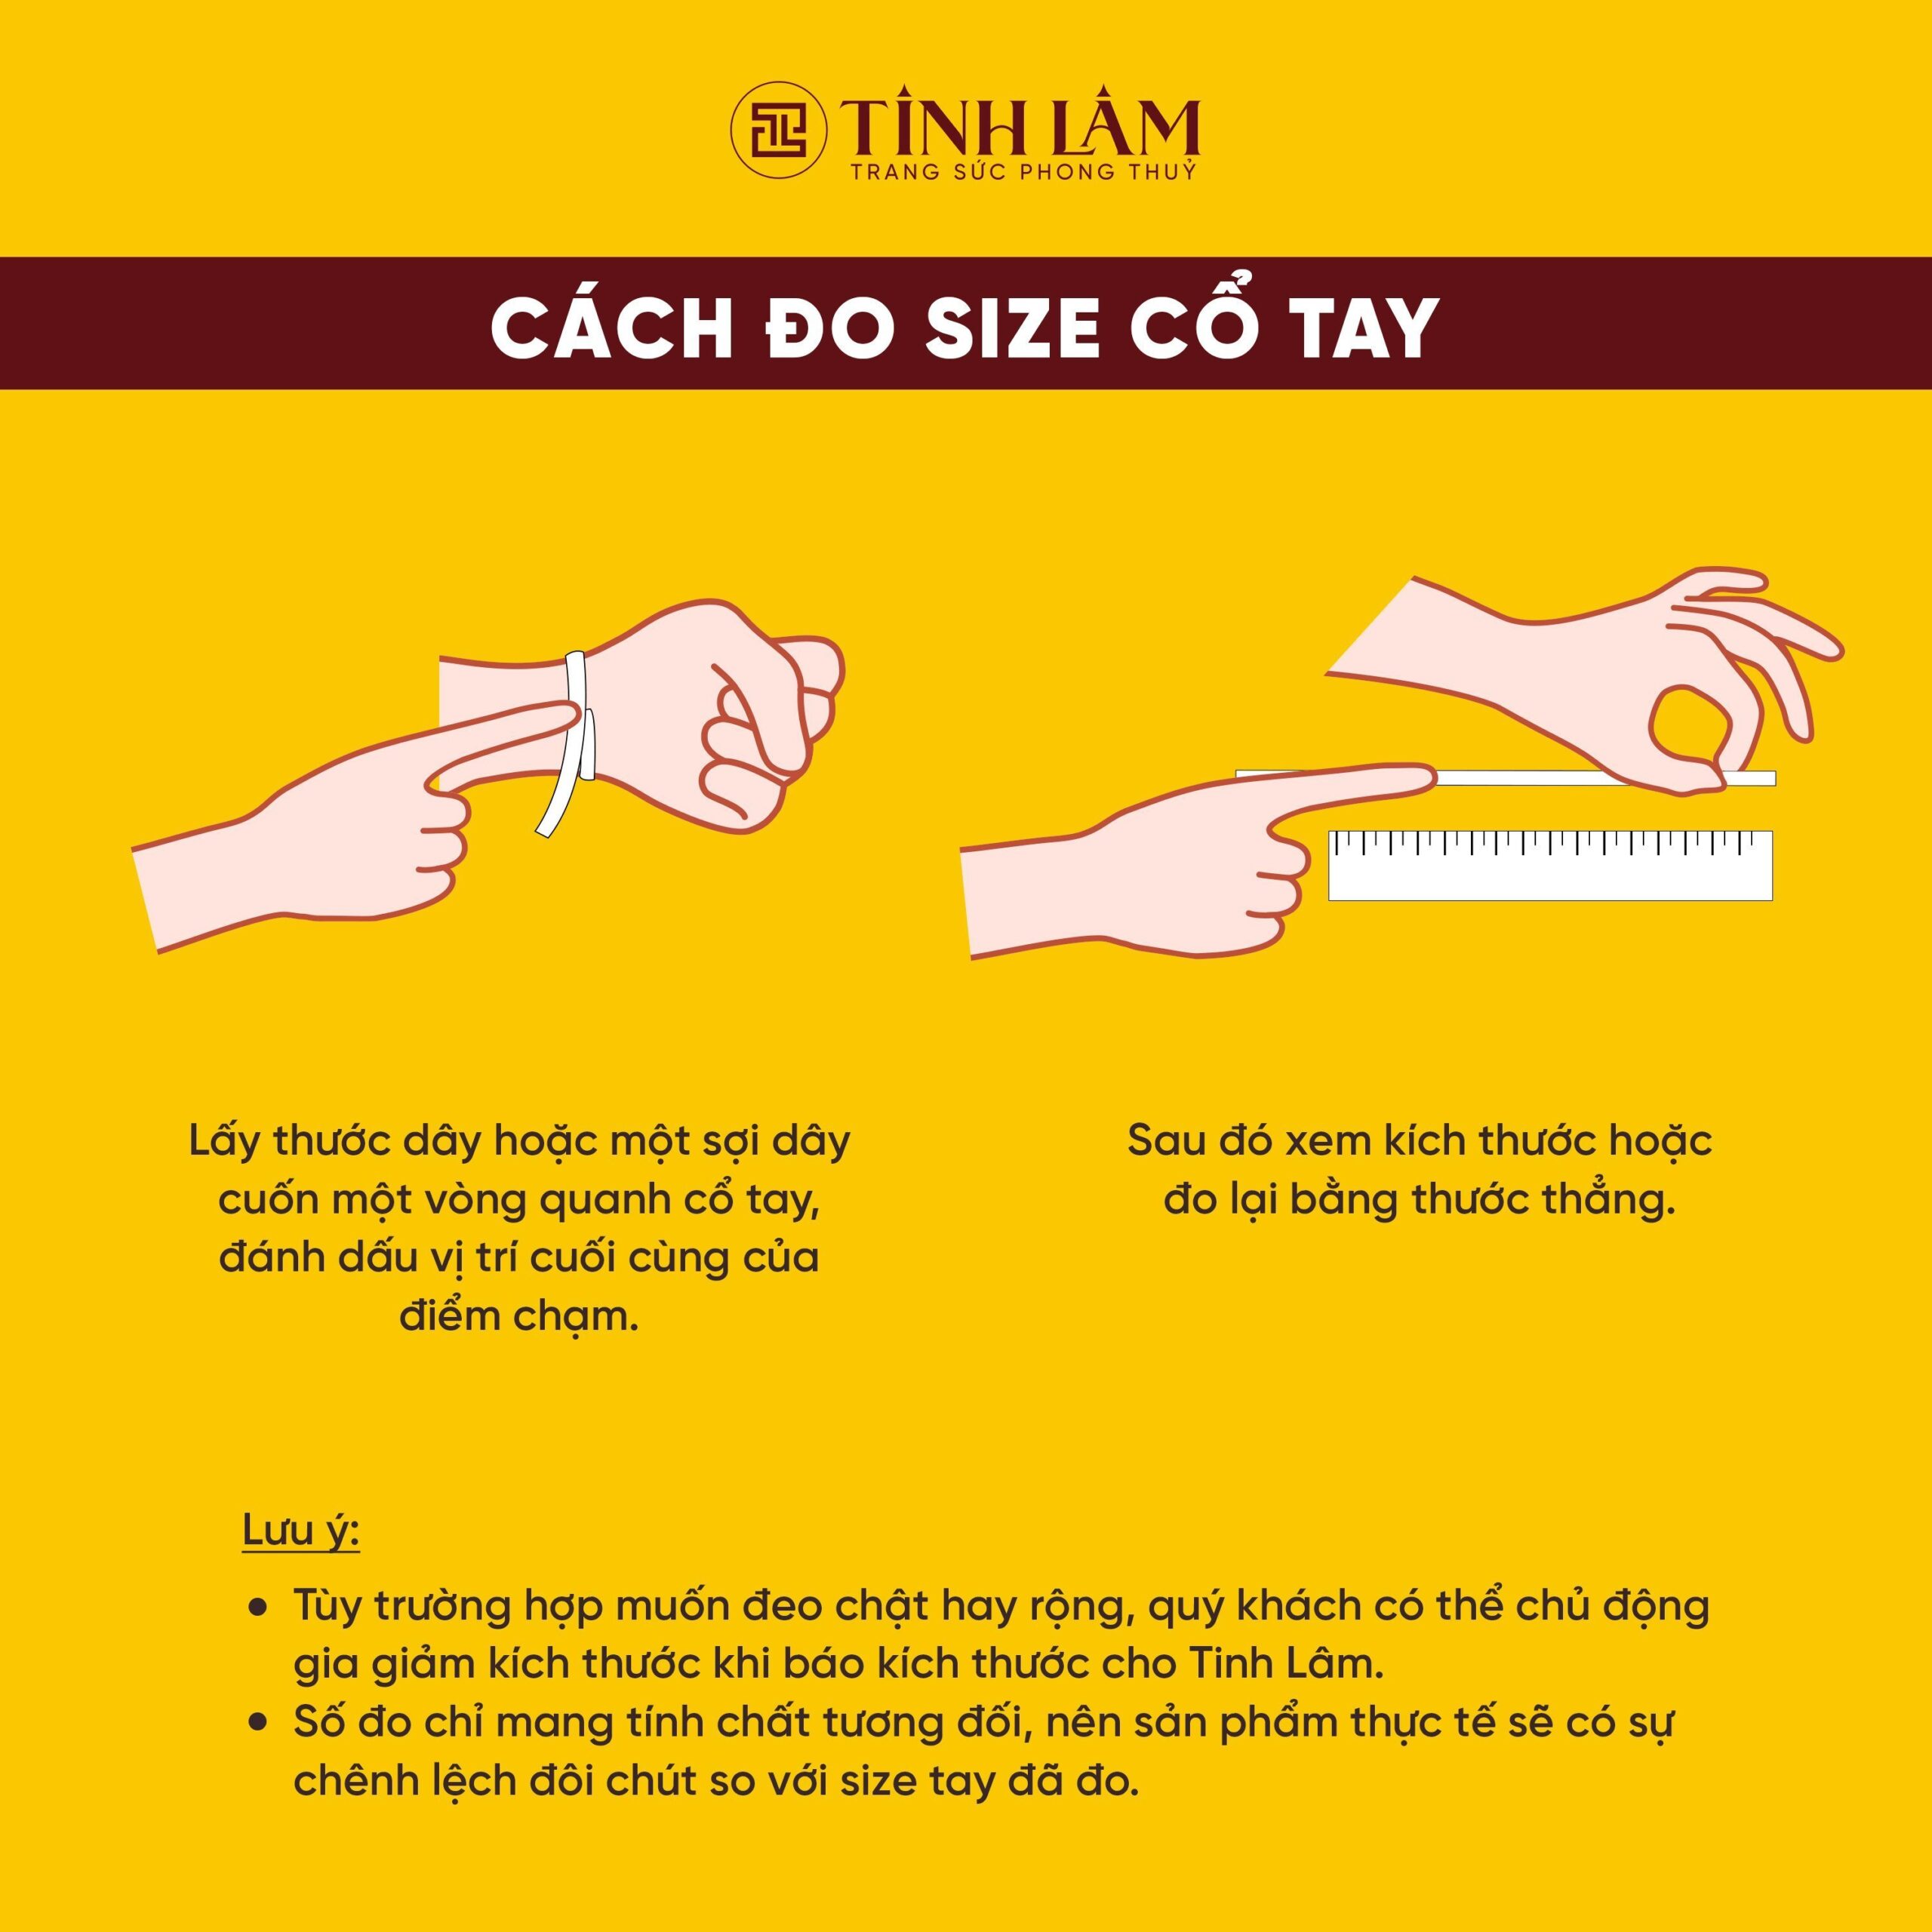 TINH LÂM
TRANG SỨC PHONG THUỶ
CÁCH ĐO SIZE CỔ TAY
Lấy thước dây hoặc một sợi dây
cuốn một vòng quanh cổ tay,
đánh dấu vị trí cuối cùng của
điểm chạm.
Sau đó xem kích thước hoặc
đo lại bằng thước thẳng.
Lưu ý:
● Tùy trường hợp muốn đeo chật hay rộng, quý khách có thể chủ động
gia giảm kích thước khi báo kích thước cho Tinh Lâm.
● Số đo chỉ mang tính chất tương đối, nên sản phẩm thực tế sẽ có sự
chênh lệch đôi chút so với size tay đã đo.